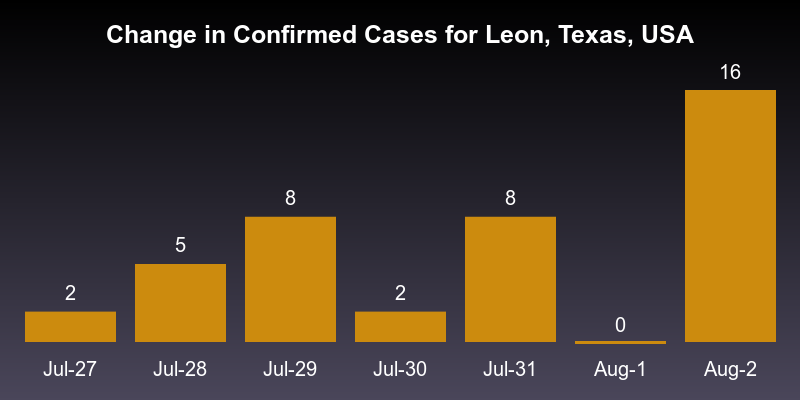 Change in Confirmed Cases for Leon, Texas, USA
2
5
8
2
8
0
16
Jul-27
Jul-28
Jul-29
Jul-30
Jul-31
Aug-1
Aug-2